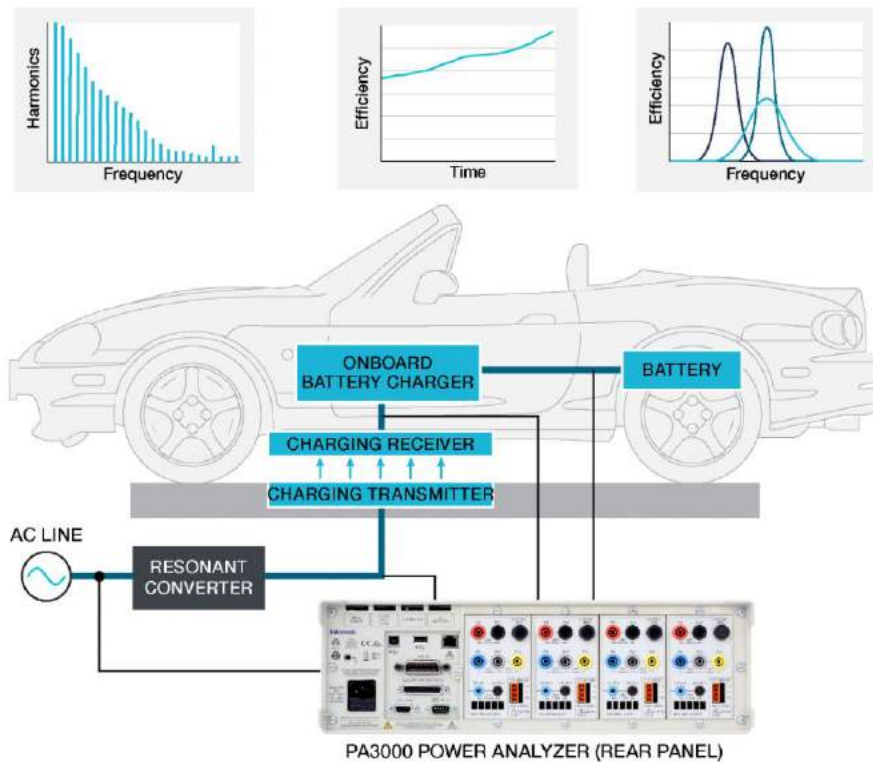 Harmonics
Frequency
Efficiency
Time
Efficiency
Frequency
ONBOARD
BATTERY CHARGER
BATTERY
CHARGING RECEIVER
CHARGING TRANSMITTER
AC LINE
RESONANT
CONVERTER
Tektronix
PA3000 POWER ANALYZER (REAR PANEL)